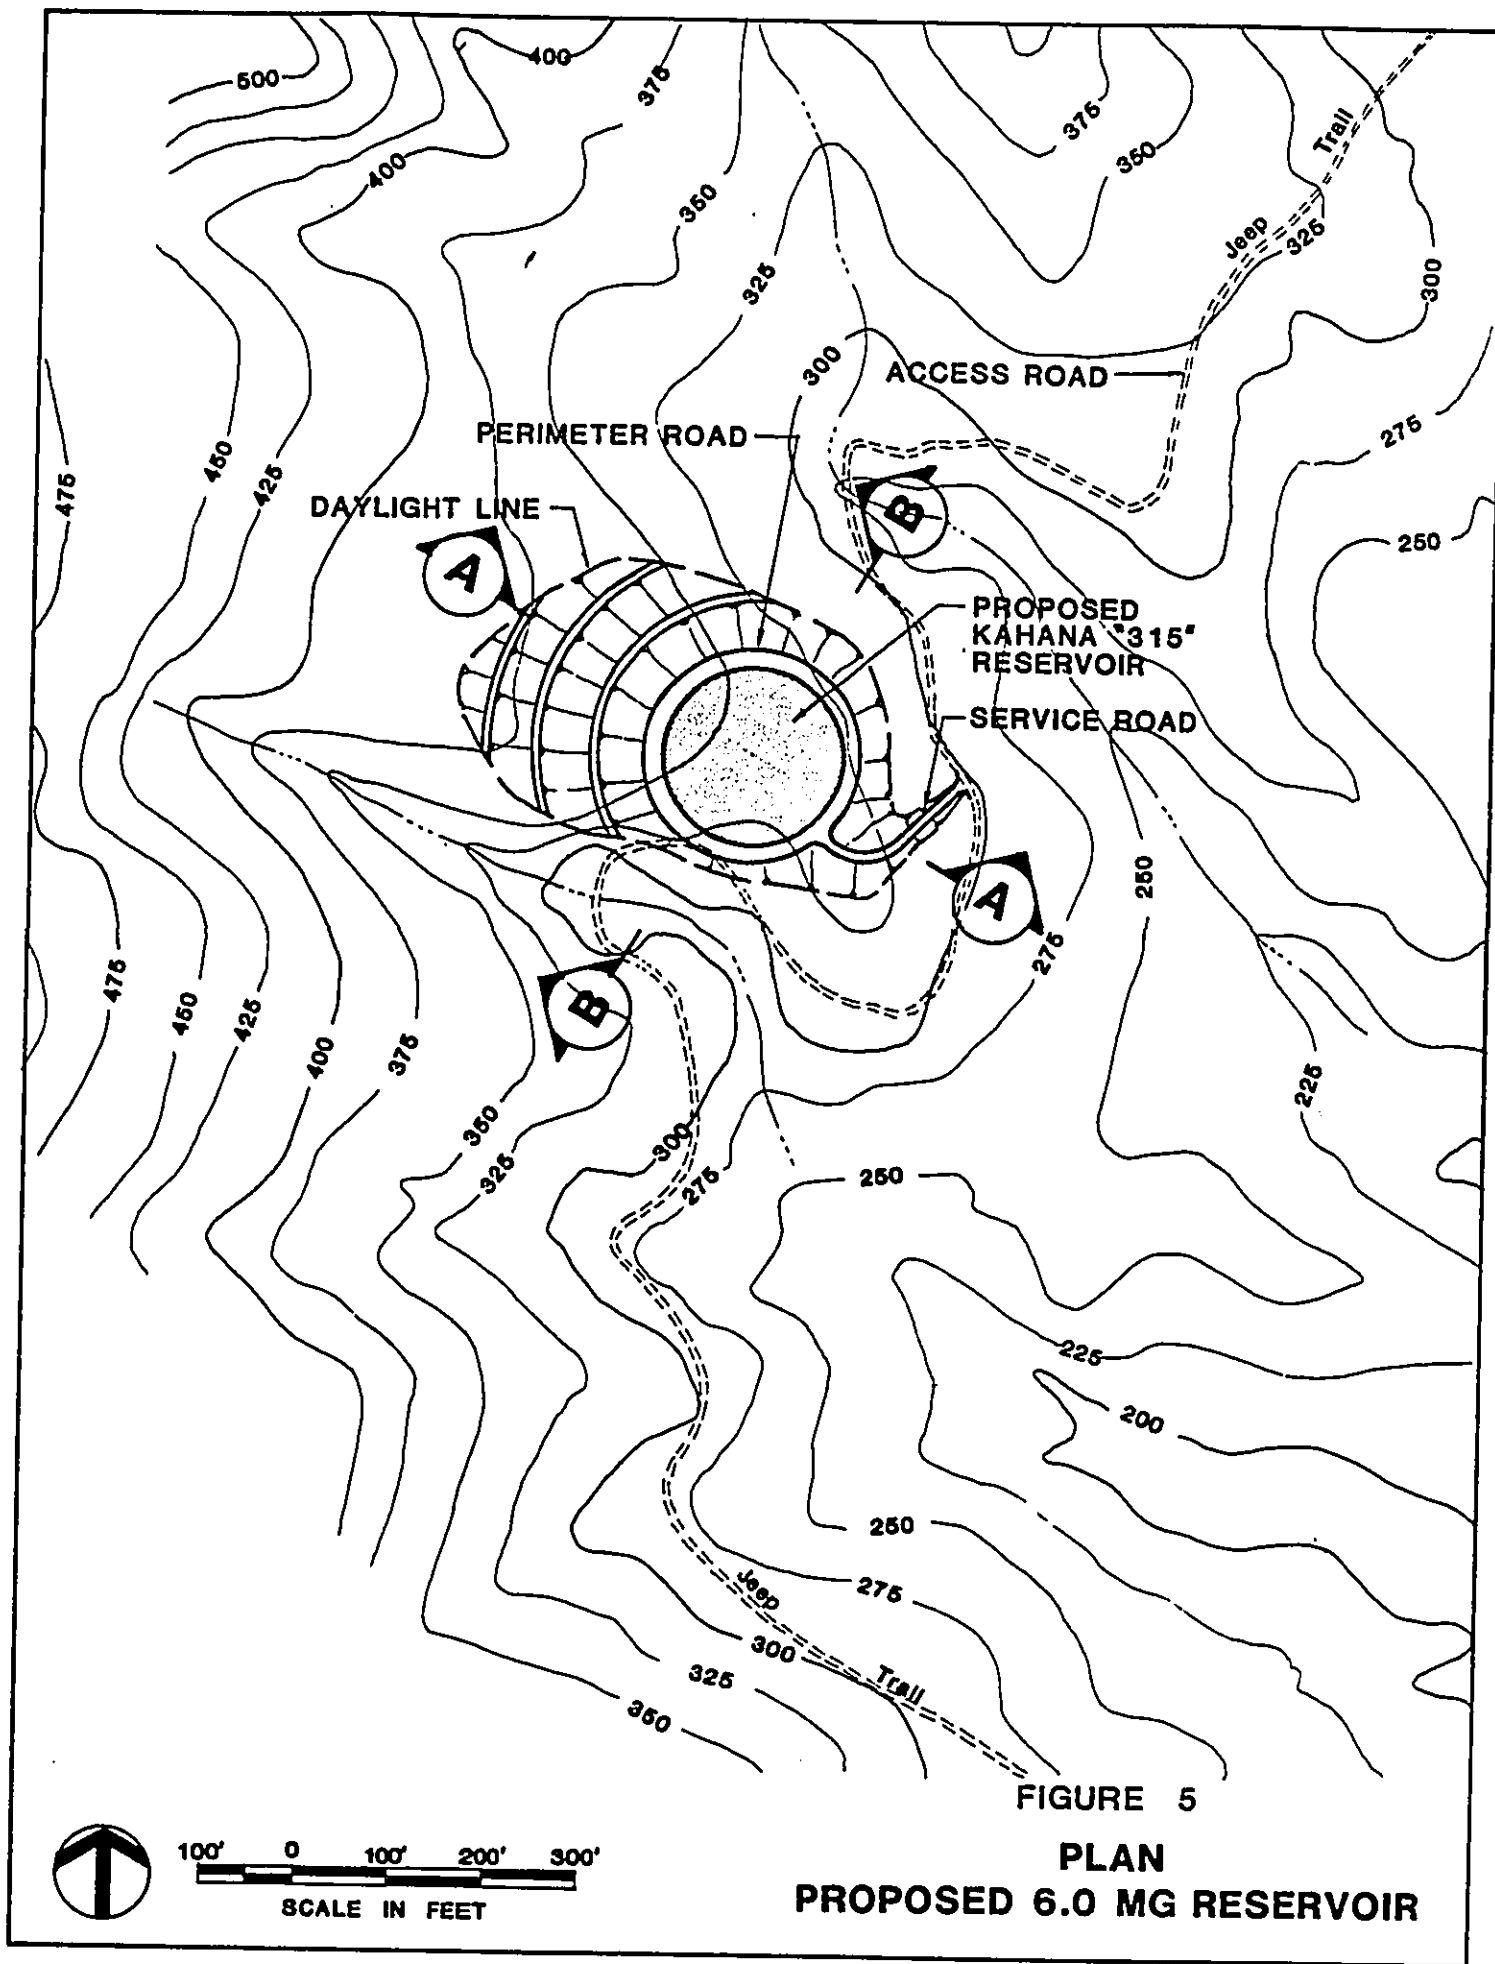 500
400
375
375
350
Trail
400
350
Jeep
325
325
300
300
ACCESS ROAD
PERIMETER ROAD
275
450
425
475
DAYLIGHT LINE
B
250
A
PROPOSED
KAHANA "315"
RESERVOIR
SERVICE ROAD
250
A
275
475
450
425
400
375
B
225
350
300
325
275
250
225
200
250
Jeep
275
300
325
Trail
350
FIGURE 5
100' 0 100' 200' 300'
SCALE IN FEET
PLAN
PROPOSED 6.0 MG RESERVOIR